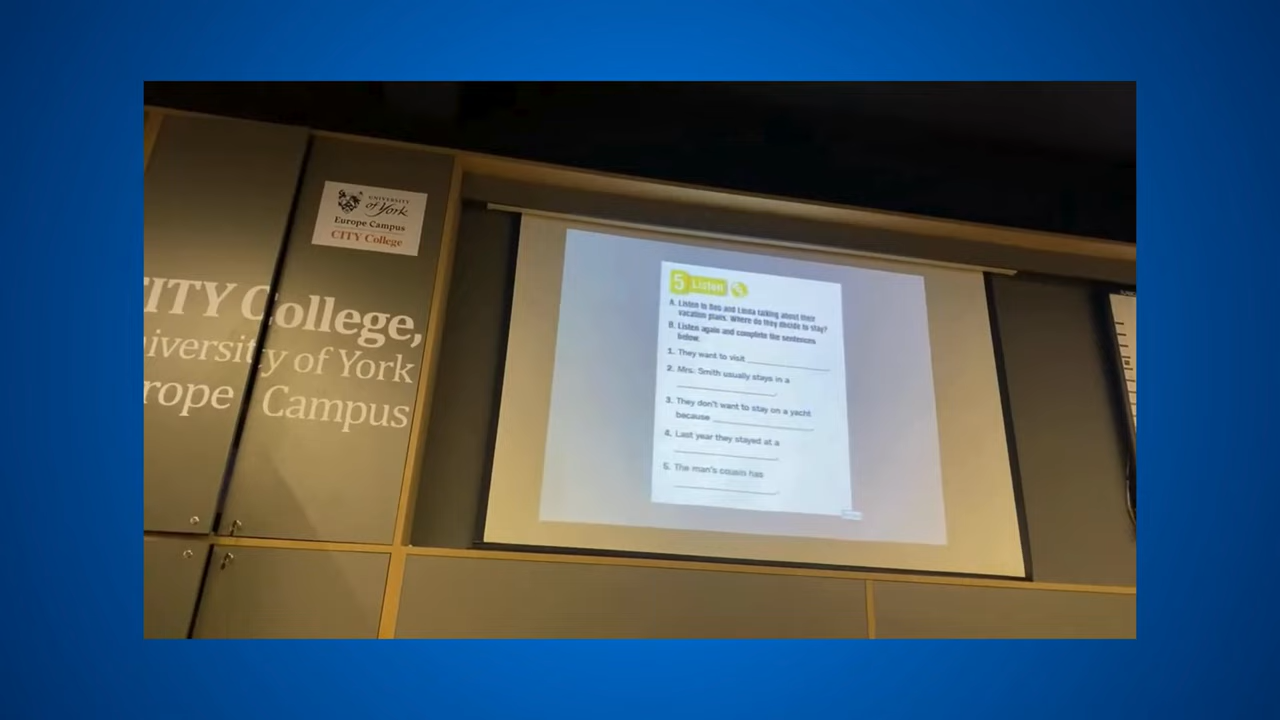 UNIVERSITY
of York
Europe Campus
CITY College
CITY College,
iversity of York
rope Campus
5 Listen
A. Listen to and Linda talking about their
vacation plans. Where do they decide to stay?
B. Listen again and complete the sentences
below.
1. They want to visit
2. Mrs. Smith usually stays in a
3. They don't want to stay on a yacht
because
4. Last year they stayed at a
5. The man's cousin has